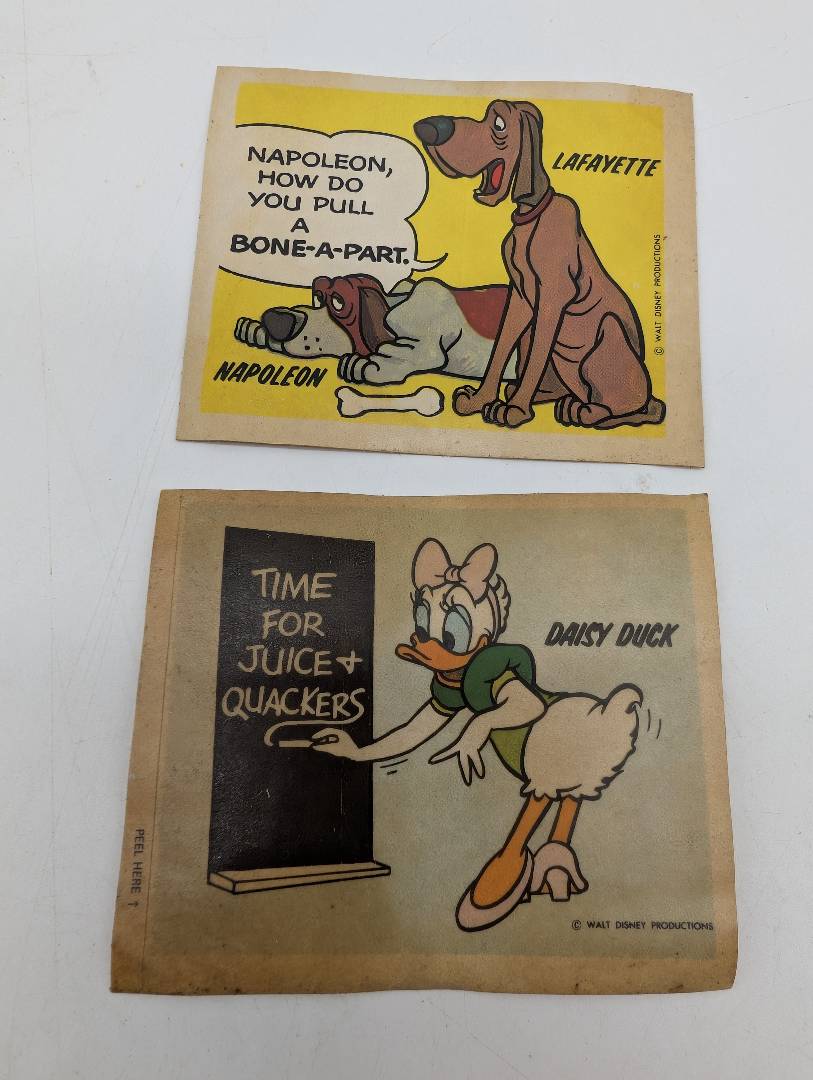 NAPOLEON,
HOW DO
YOU PULL
A
BONE-A-PART.
LAFAYETTE
NAPOLEON
© WALT DISNEY PRODUCTIONS
TIME
FOR
JUICE +
QUACKERS
DAISY DUCK
PEEL HERE ↑
© WALT DISNEY PRODUCTIONS